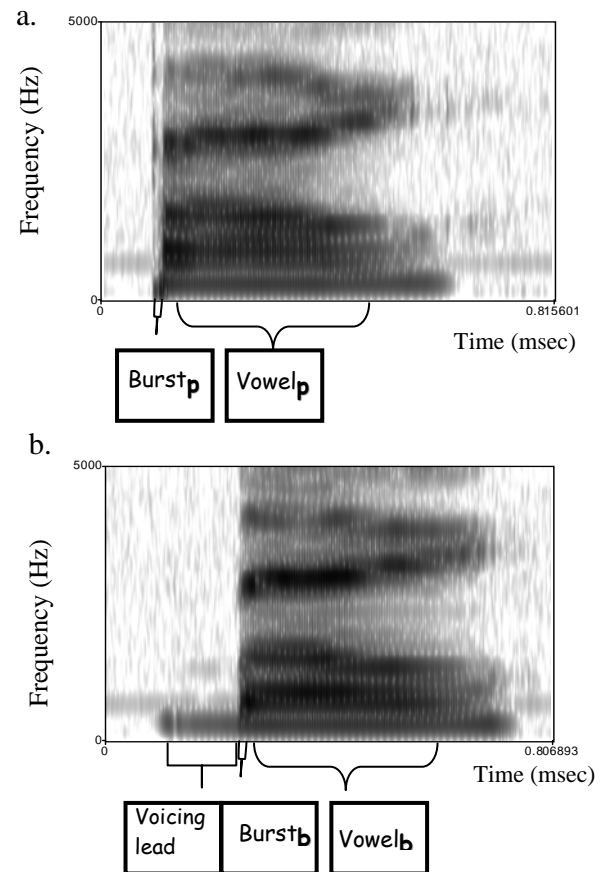 a.
5000
Frequency (Hz)
0
0
0.815601
Time (msec)
Burstp
Vowelp
b.
5000
Frequency (Hz)
0
0
0.806893
Time (msec)
Voicing
lead
Burstb
Vowelb